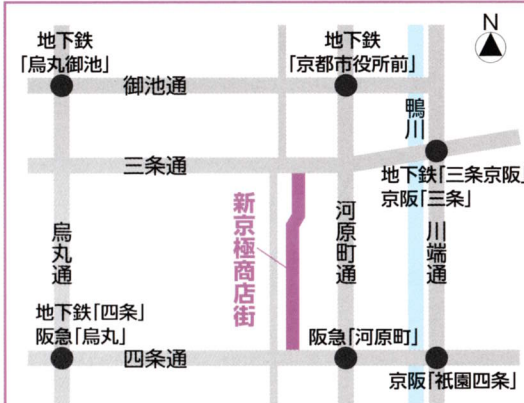 N
地下鉄
「烏丸御池」
地下鉄
「京都市役所前」
御池通
鴨川
三条通
地下鉄「三条京阪」
京阪「三条」
新京極商店街
烏丸通
河原町通
川端通
地下鉄「四条」
阪急「烏丸」
阪急「河原町」
四条通
京阪「祇園四条」